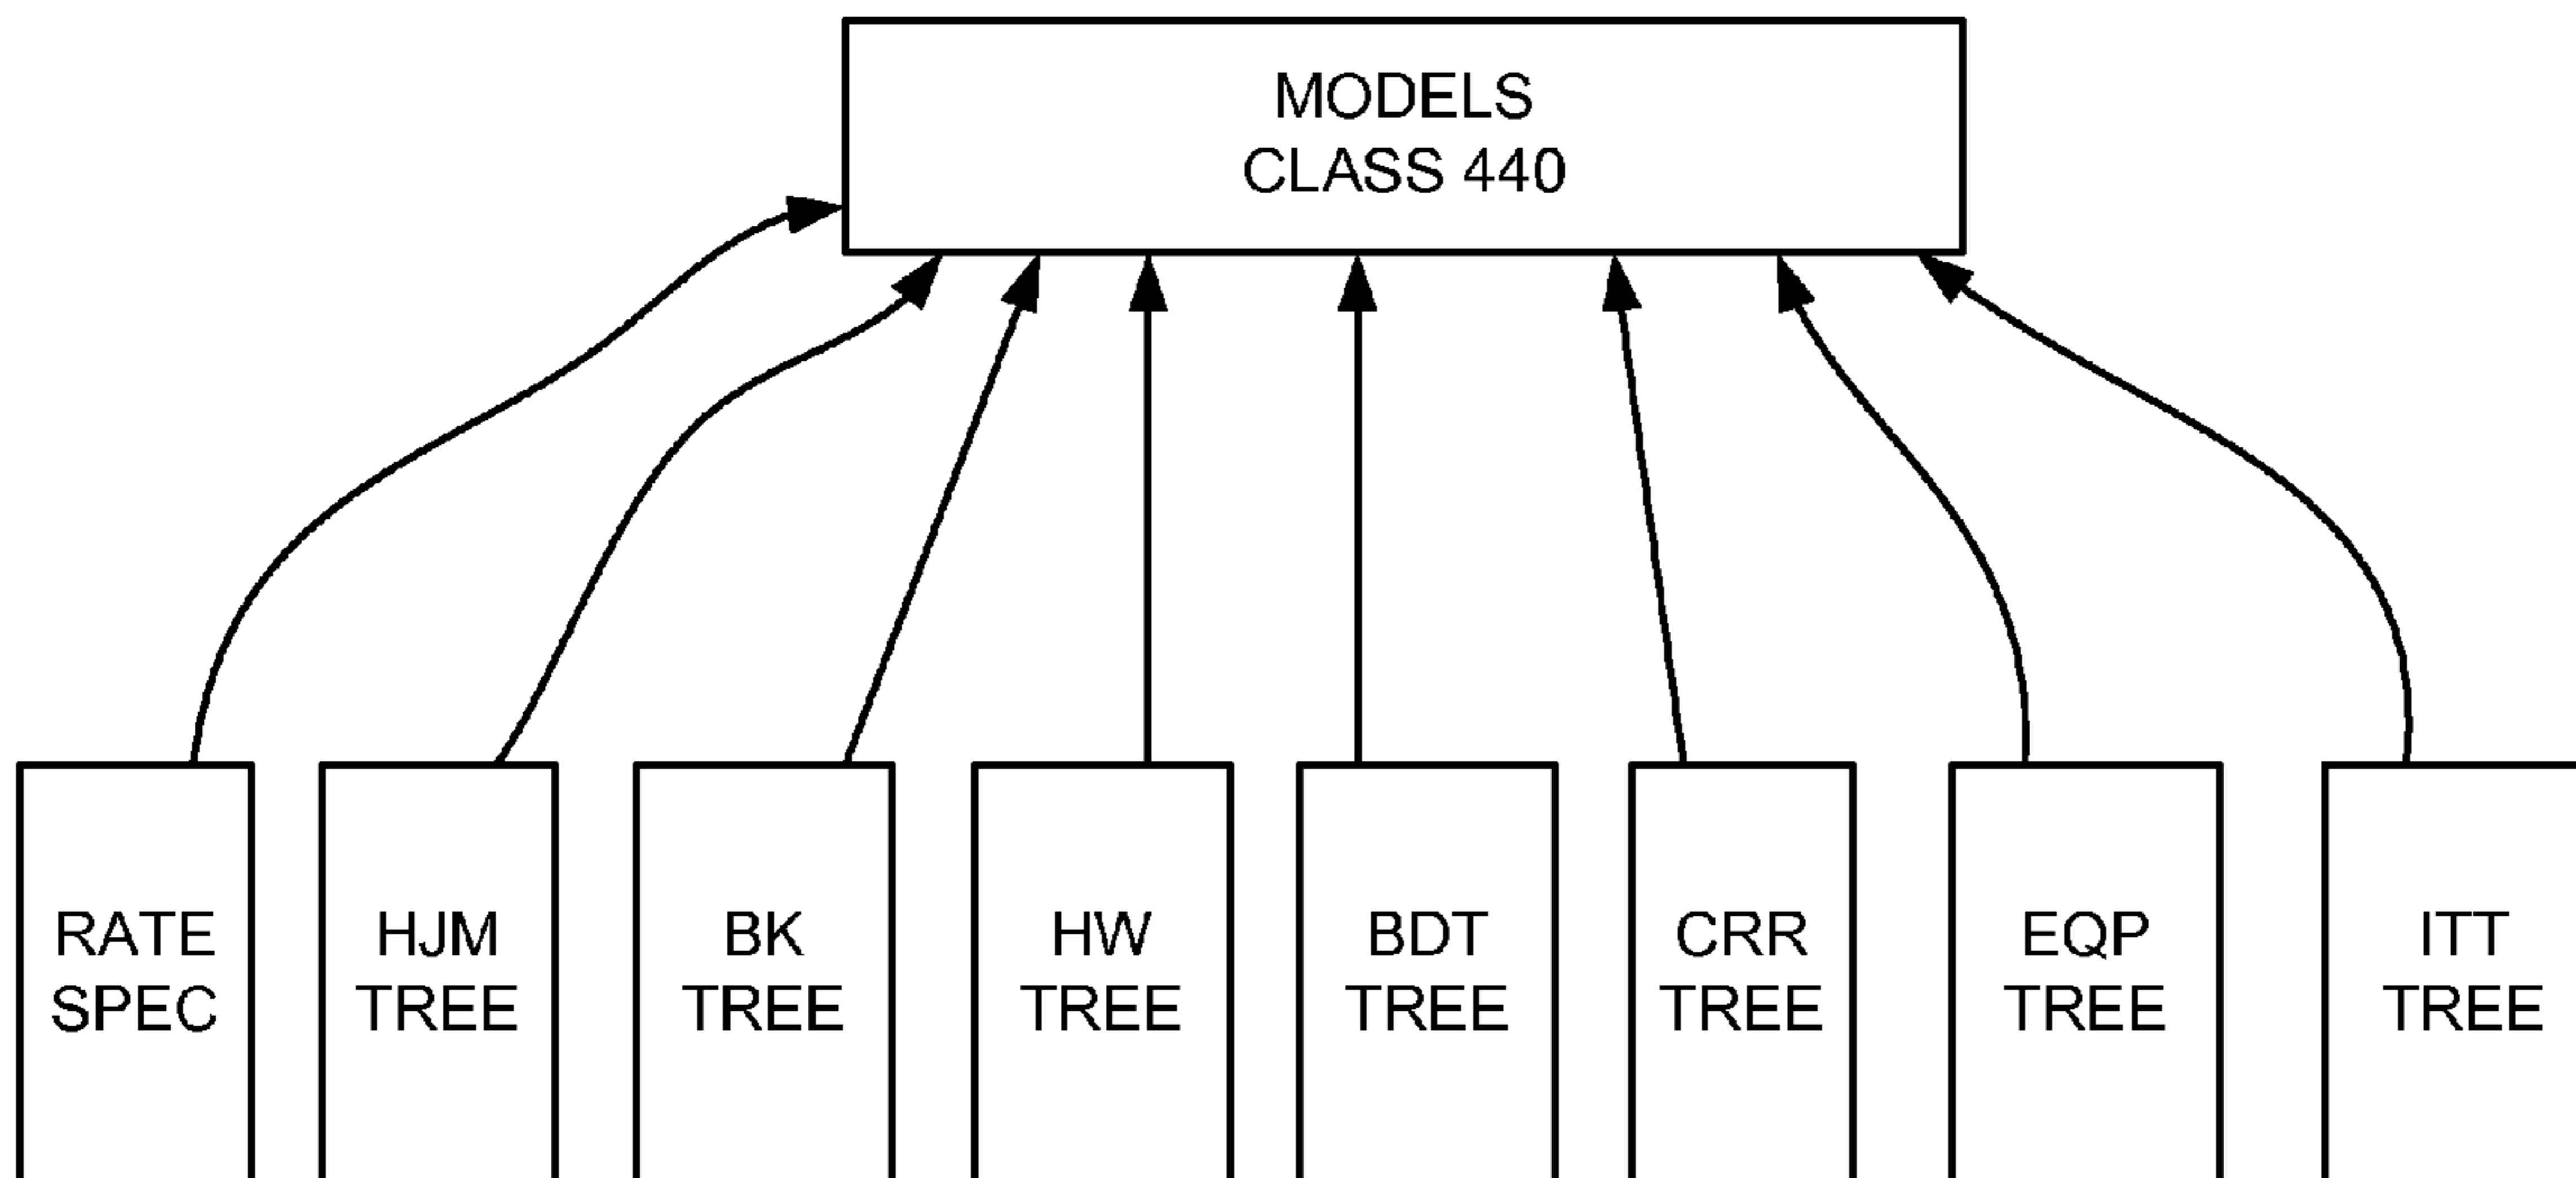 MODELS
CLASS 440
RATE
SPEC
HJM
TREE
BK
TREE
HW
TREE
BDT
TREE
CRR
TREE
EQP
TREE
ITT
TREE